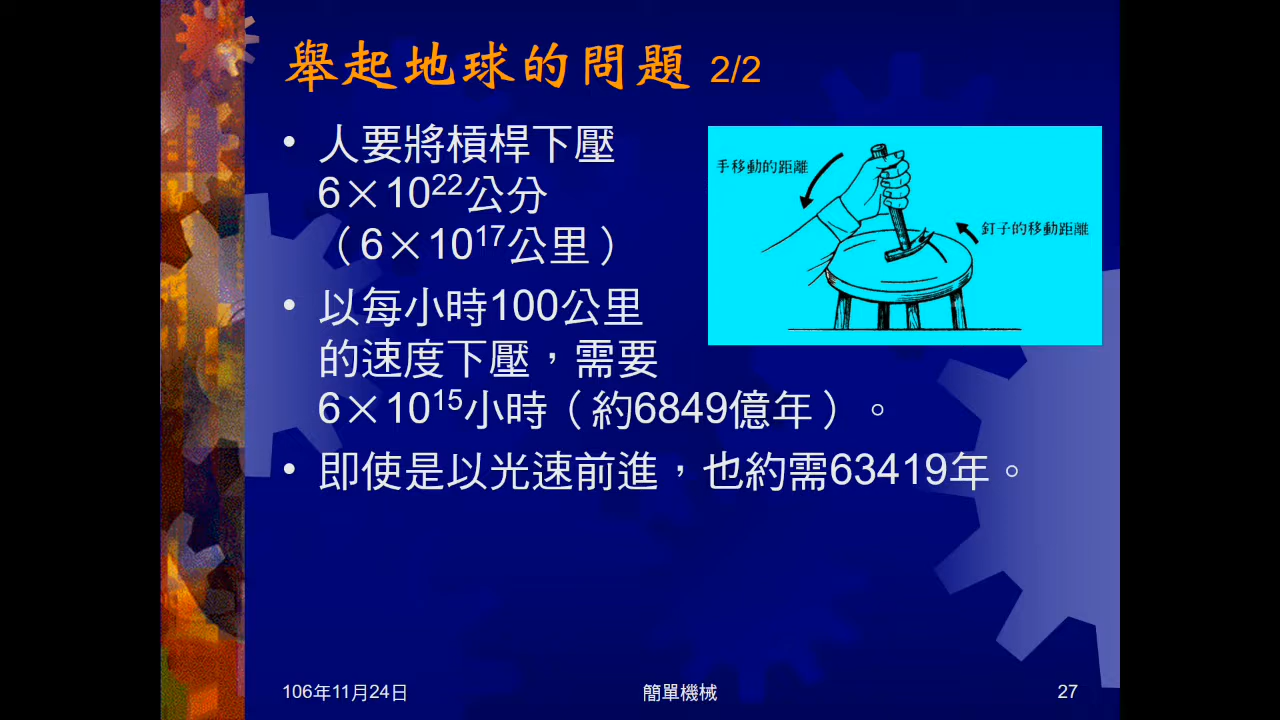 舉起地球的問題 2/2
• 人要將槓桿下壓
6×10²²公分
（6×10¹⁷公里）
• 以每小時100公里
的速度下壓，需要
6×10¹⁵小時（約6849億年）。
• 即使是以光速前進，也約需63419年。
手移動的距離
釘子的移動距離
106年11月24日
簡單機械
27